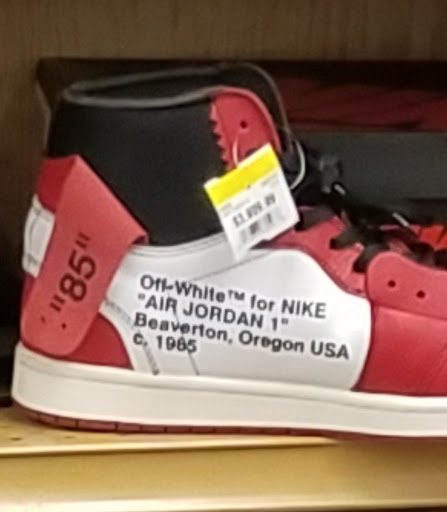 "85"
Off-White™ for NIKE
"AIR JORDAN 1"
Beaverton, Oregon USA
c. 1985